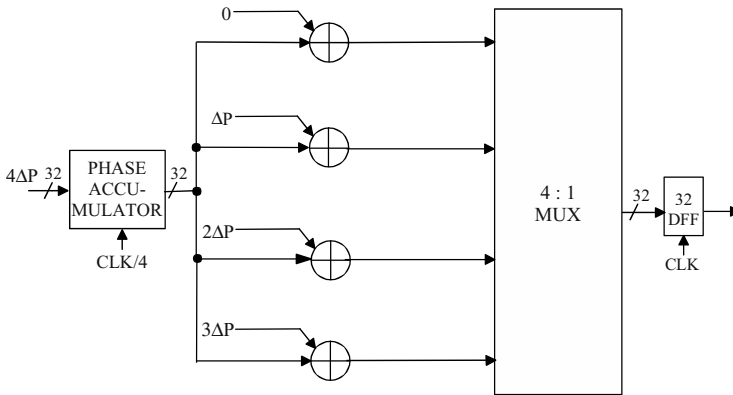 0
ΔP
4ΔP 32
PHASE
ACCU-
MULATOR
32
CLK/4
2ΔP
3ΔP
4 : 1
MUX
32
32
DFF
CLK